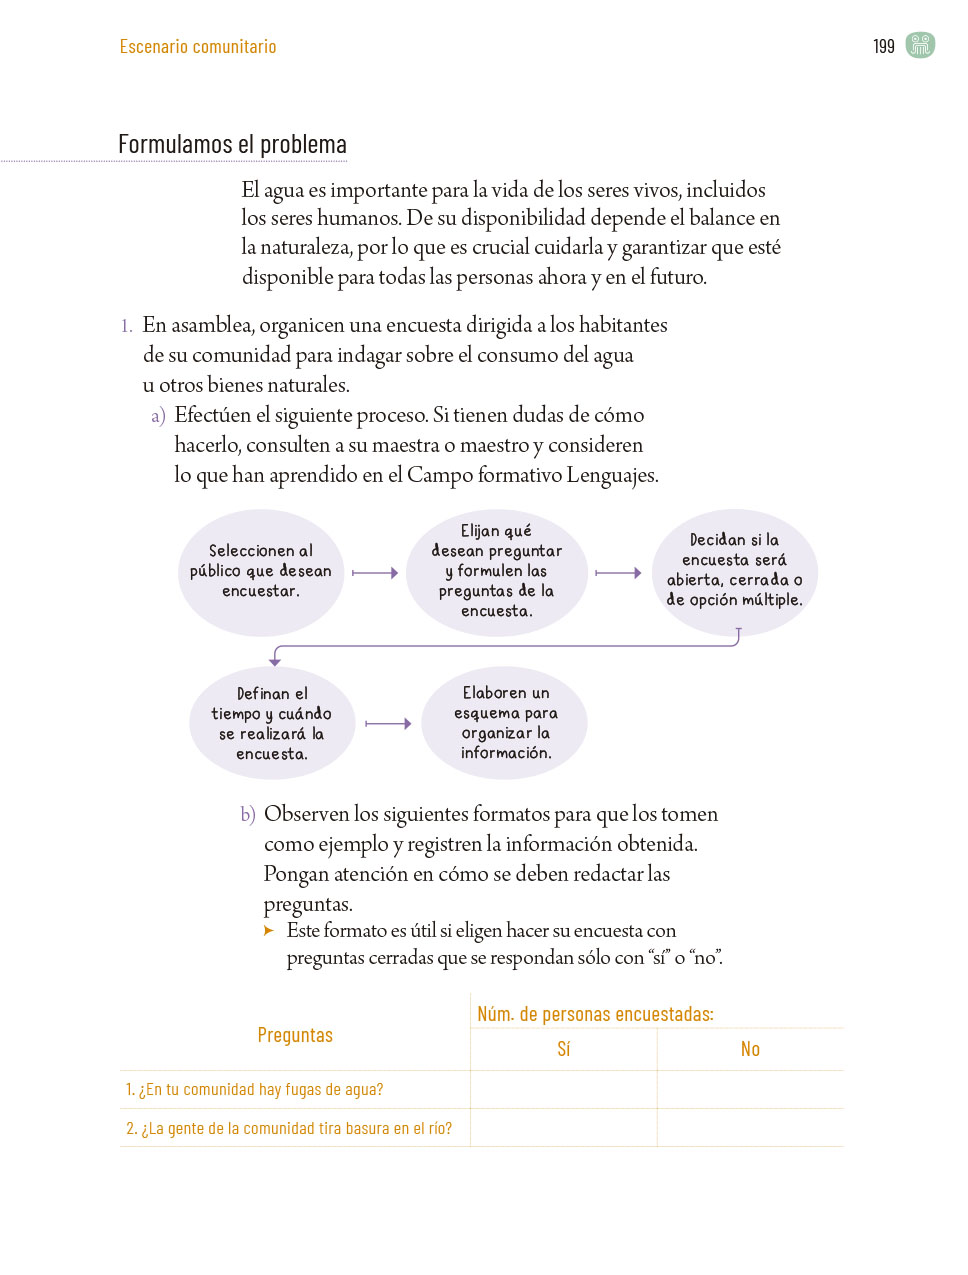 Escenario comunitario
199
Formulamos el problema
El agua es importante para la vida de los seres vivos, incluidos
los seres humanos. De su disponibilidad depende el balance en
la naturaleza, por lo que es crucial cuidarla y garantizar que esté
disponible para todas las personas ahora y en el futuro.
1. En asamblea, organicen una encuesta dirigida a los habitantes
de su comunidad para indagar sobre el consumo del agua
u otros bienes naturales.
a) Efectúen el siguiente proceso. Si tienen dudas de cómo
hacerlo, consulten a su maestra o maestro y consideren
lo que han aprendido en el Campo formativo Lenguajes.
Seleccionen al
público que desean
encuestar.
Elijan qué
desean preguntar
y formulen las
preguntas de la
encuesta.
Decidan si la
encuesta será
abierta, cerrada o
de opción múltiple.
Definan el
tiempo y cuándo
se realizará la
encuesta.
Elaboren un
esquema para
organizar la
información.
b) Observen los siguientes formatos para que los tomen
como ejemplo y registren la información obtenida.
Pongan atención en cómo se deben redactar las
preguntas.
➤ Este formato es útil si eligen hacer su encuesta con
preguntas cerradas que se respondan sólo con “sí” o “no”.
Preguntas
Núm. de personas encuestadas:
Sí
No
1. ¿En tu comunidad hay fugas de agua?
2. ¿La gente de la comunidad tira basura en el río?